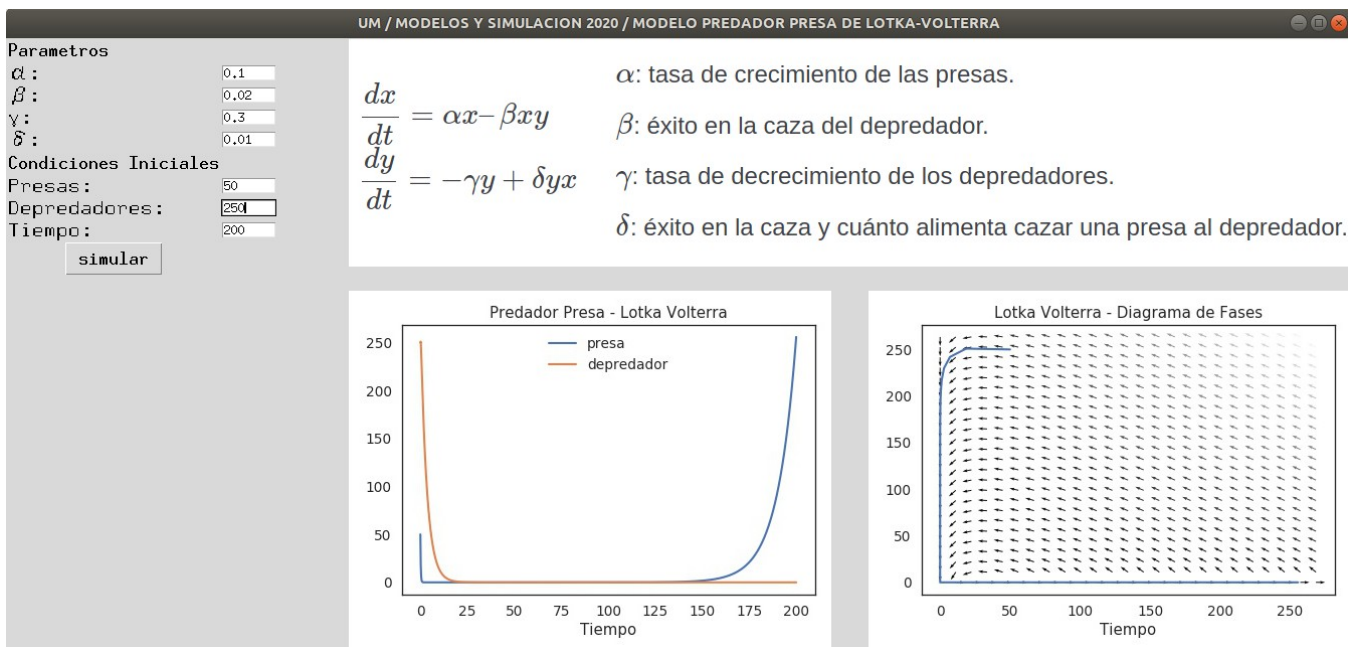 UM / MODELOS Y SIMULACION 2020 / MODELO PREDADOR PRESA DE LOTKA-VOLTERRA
Parametros
α: 0.1
β: 0.02
γ: 0.3
δ: 0.01
Condiciones Iniciales
Presas: 50
Depredadores: 250
Tiempo: 200
simular
dx/dt = αx–βxy
dy/dt = −γy + δyx
α: tasa de crecimiento de las presas.
β: éxito en la caza del depredador.
γ: tasa de decrecimiento de los depredadores.
δ: éxito en la caza y cuánto alimenta cazar una presa al depredador.
Predador Presa - Lotka Volterra
presa
depredador
250
200
150
100
50
0
0 25 50 75 100 125 150 175 200
Tiempo
Lotka Volterra - Diagrama de Fases
250
200
150
100
50
0
0 50 100 150 200 250
Tiempo